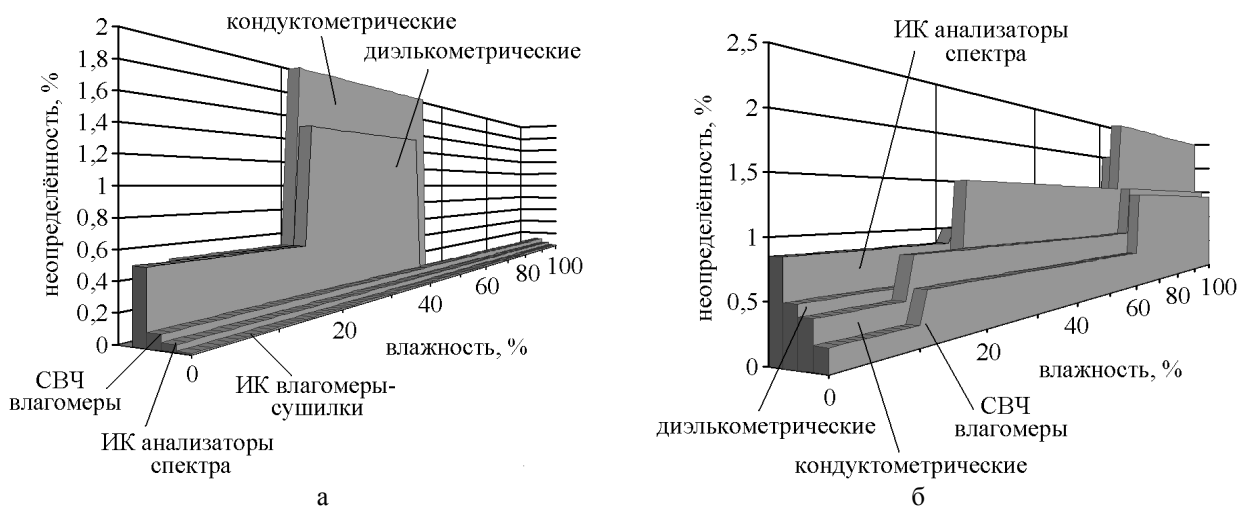 кондуктометрические
диэлькометрические
неопределённость, %
2
1,8
1,6
1,4
1,2
1
0,8
0,6
0,4
0,2
0
0
20
40
60
80
100
влажность, %
СВЧ
влагомеры
ИК анализаторы
спектра
ИК влагомеры-
сушилки
а
ИК анализаторы
спектра
неопределённость, %
2,5
2
1,5
1
0,5
0
0
20
40
60
80
100
влажность, %
диэлькометрические
кондуктометрические
СВЧ
влагомеры
б